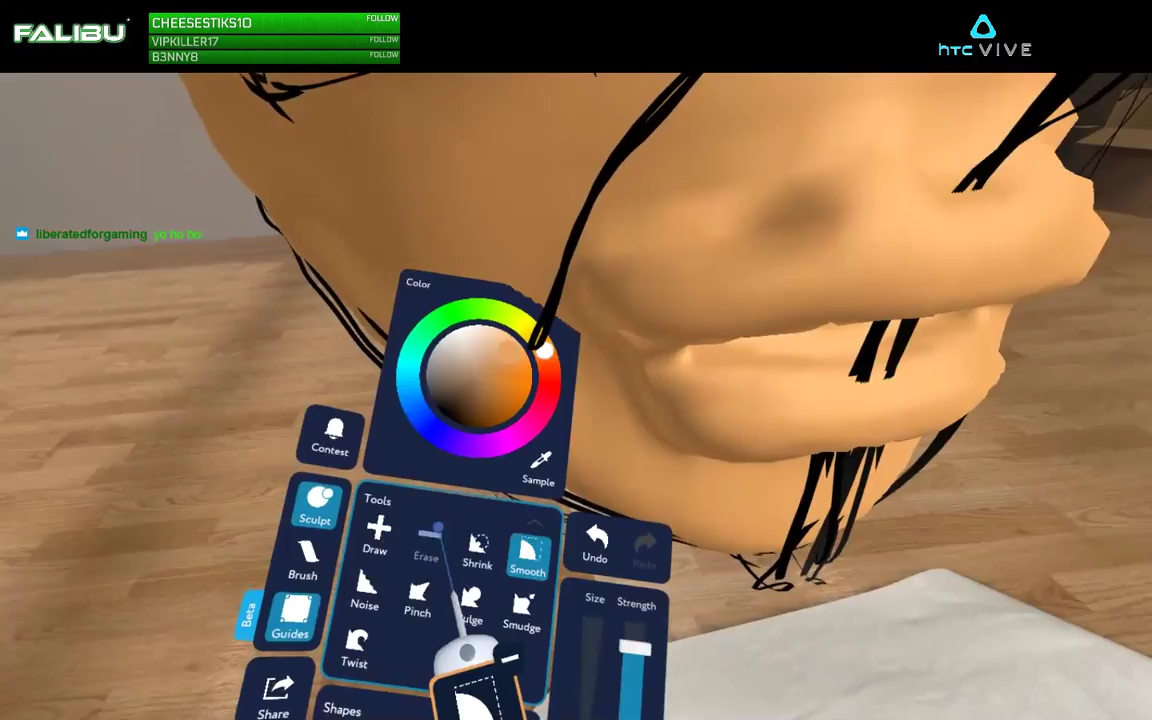 FALIBU
CHEESESTIKS10 FOLLOW
VIPKILLER17 FOLLOW
B3NNY8 FOLLOW
hTC VIVE
liberatedforgaming yo ho ho
Color
Contest
Sample
Sculpt
Brush
Beta
Guides
Share
Tools
Draw
Erase
Shrink
Smooth
Noise
Pinch
Smudge
Twist
Undo
Redo
Size
Strength
Shapes